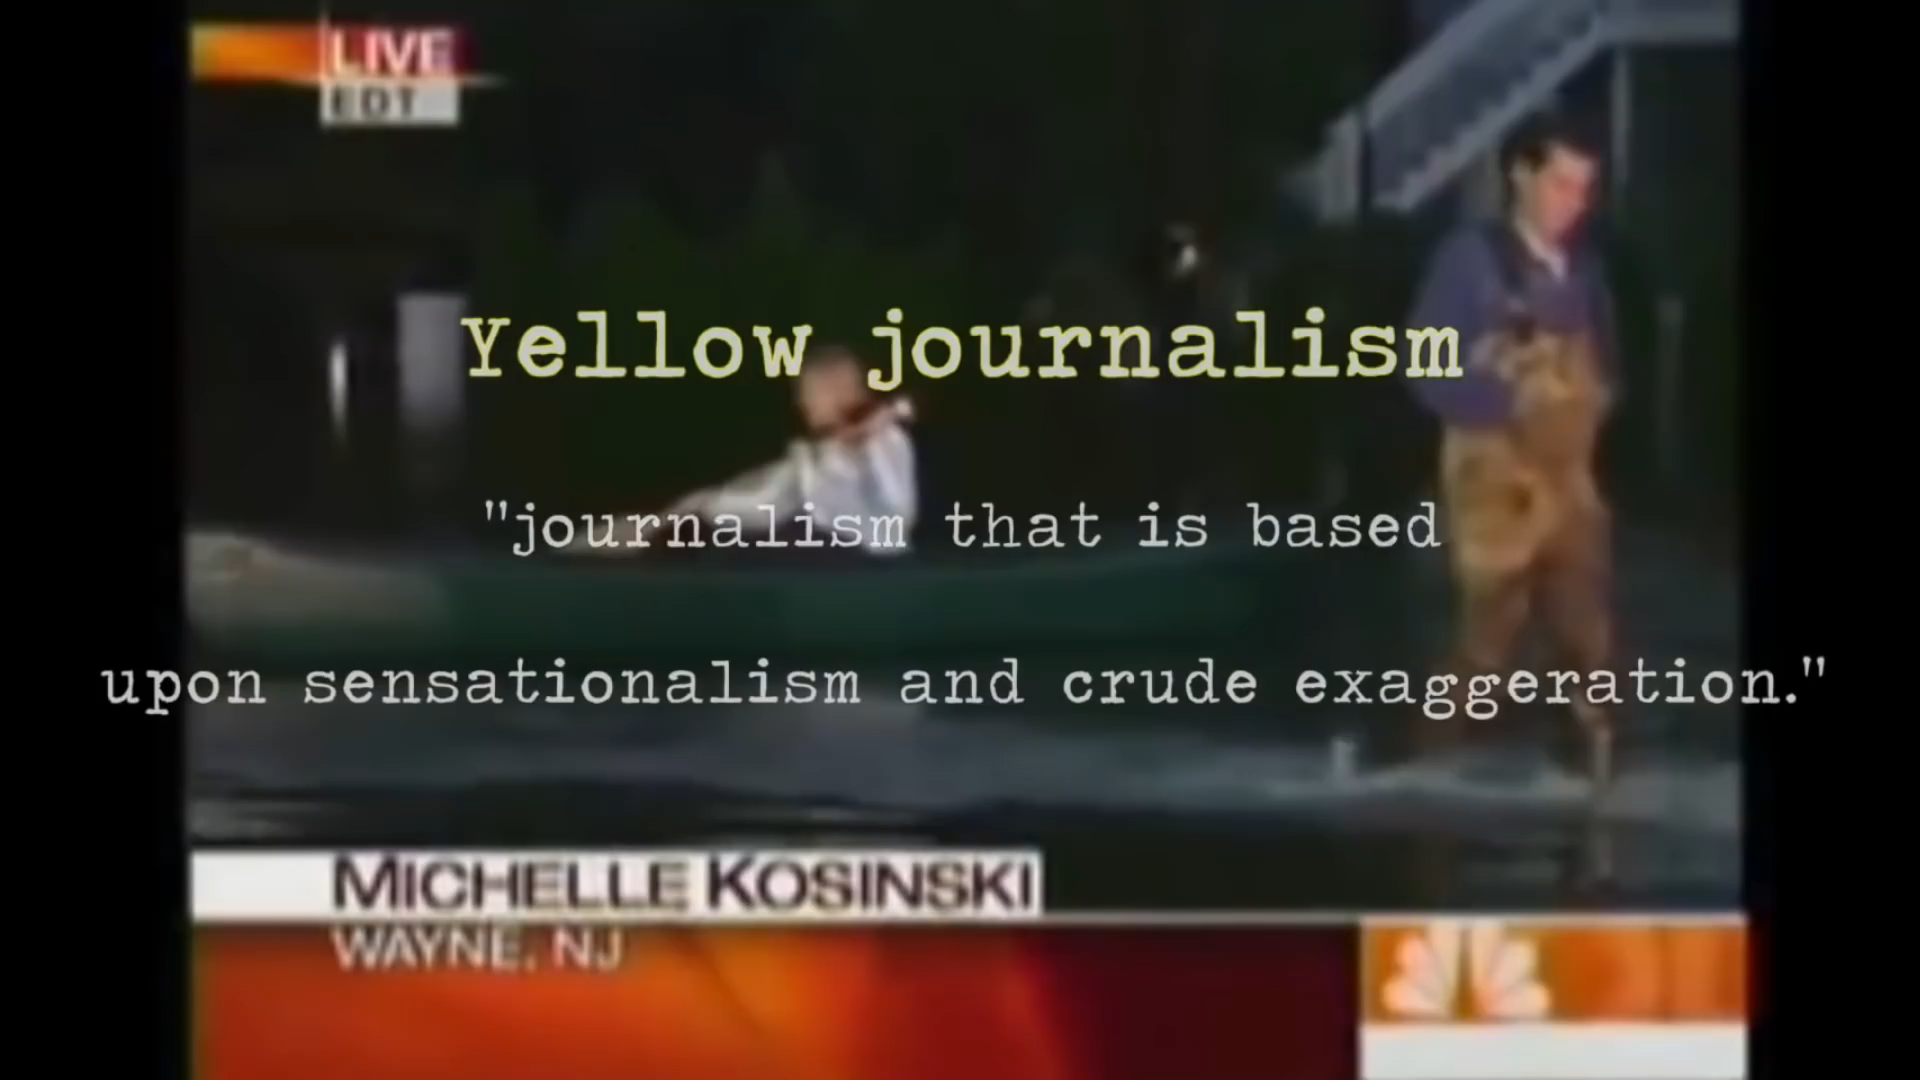 LIVE
EDT
Yellow journalism
"journalism that is based
upon sensationalism and crude exaggeration."
MICHELLE KOSINSKI
WAYNE, NJ